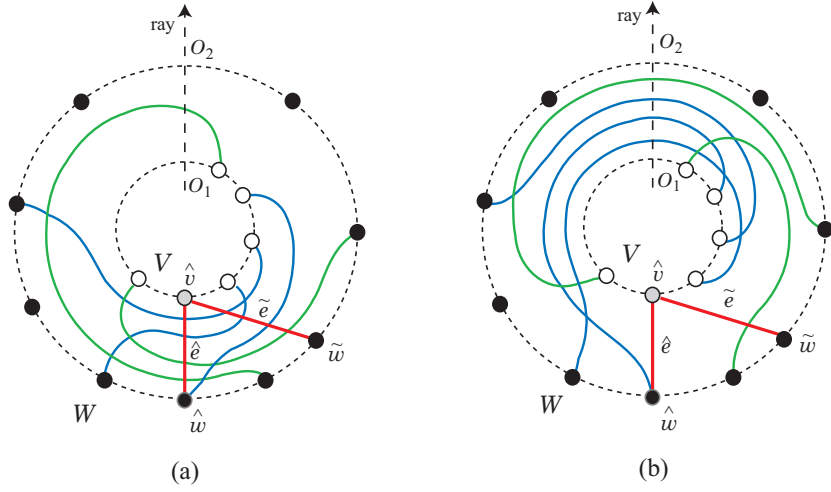 ray
O₂
O₁
V
v̂
ẽ
ê
w̃
W
ŵ
(a)
ray
O₂
O₁
V
v̂
ẽ
ê
w̃
W
ŵ
(b)